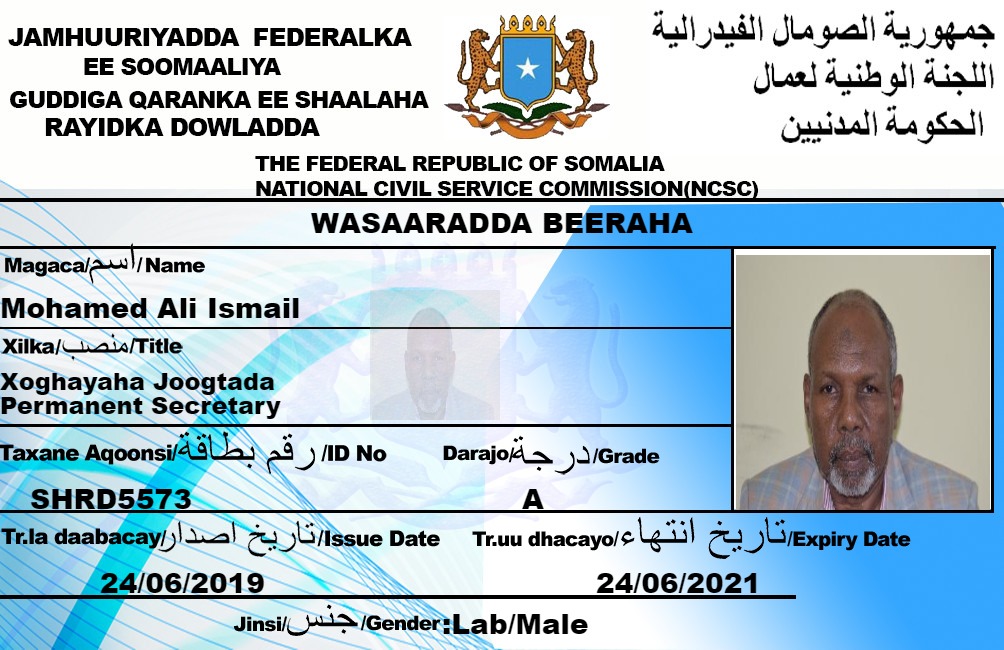 JAMHUURIYADDA FEDERALKA
EE SOOMAALIYA
GUDDIGA QARANKA EE SHAALAHA
RAYIDKA DOWLADDA
جمهورية الصومال الفيدرالية
اللجنة الوطنية لعمال
الحكومة المدنيين
THE FEDERAL REPUBLIC OF SOMALIA
NATIONAL CIVIL SERVICE COMMISSION(NCSC)
WASAARADDA BEERAHA
Magaca/اسم/Name
Mohamed Ali Ismail
Xilka/منصب/Title
Xoghayaha Joogtada
Permanent Secretary
Taxane Aqoonsi/رقم بطاقة/ID No
SHRD5573
Darajo/درجة/Grade
A
Tr.la daabacay/تاريخ اصدار/Issue Date
24/06/2019
Tr.uu dhacayo/تاريخ انتهاء/Expiry Date
24/06/2021
Jinsi/جنس/Gender:Lab/Male